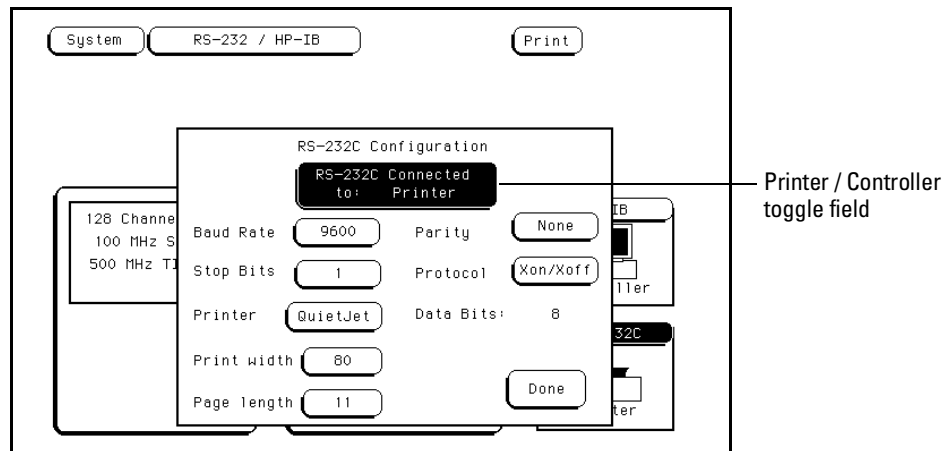 System RS-232 / HP-IB Print
RS-232C Configuration
RS-232C Connected
to: Printer
Printer / Controller
toggle field
128 Channe
100 MHz S
500 MHz TI
IB
ller
32C
ter
Baud Rate 9600 Parity None
Stop Bits 1 Protocol Xon/Xoff
Printer QuietJet Data Bits: 8
Print width 80
Page length 11
Done